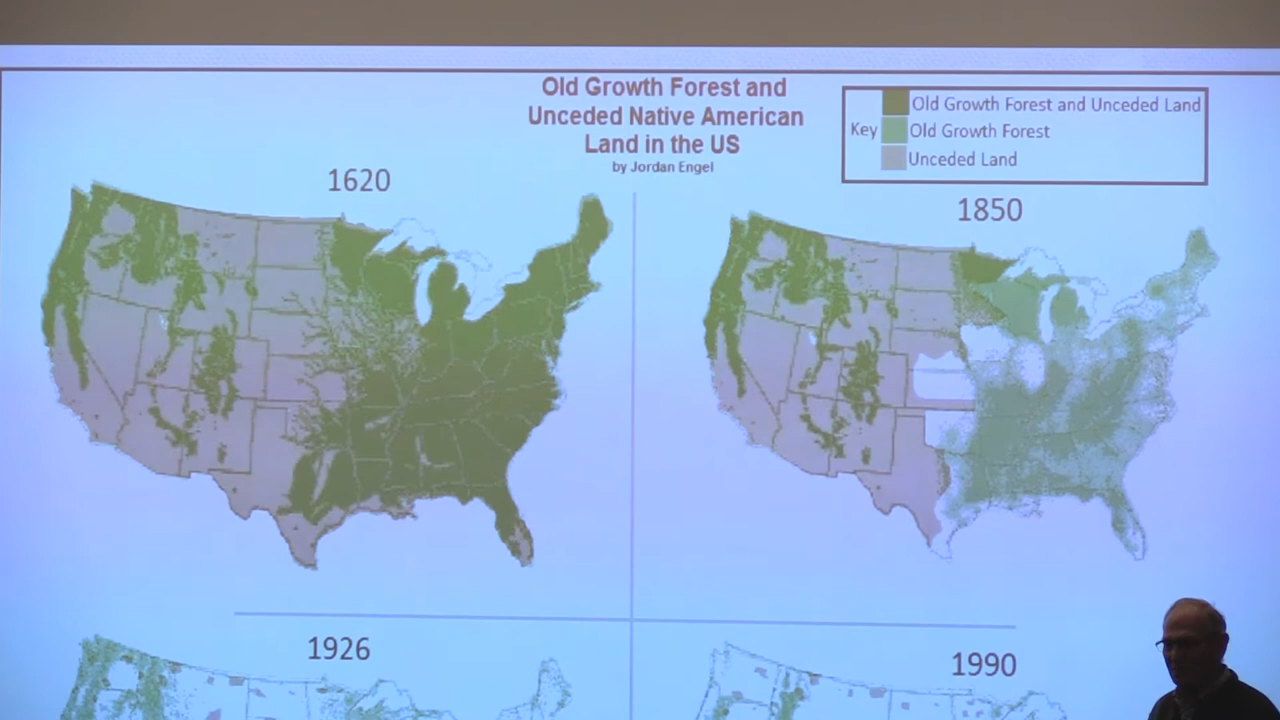 Old Growth Forest and
Unceded Native American
Land in the US
by Jordan Engel
Key
Old Growth Forest and Unceded Land
Old Growth Forest
Unceded Land
1620
1850
1926
1990